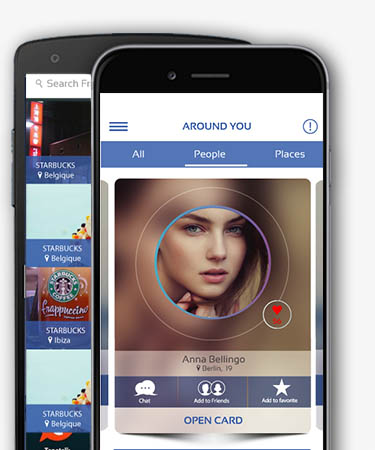 Search Fr
STARBUCKS
Belgique
STARBUCKS
Belgique
STARBUCKS
COFFEE
frappuccino
STARBUCKS
Ibiza
STARBUCKS
Belgique
AROUND YOU
All People Places
Anna Bellingo
Berlin, 19
Chat Add to Friends Add to favorite
OPEN CARD